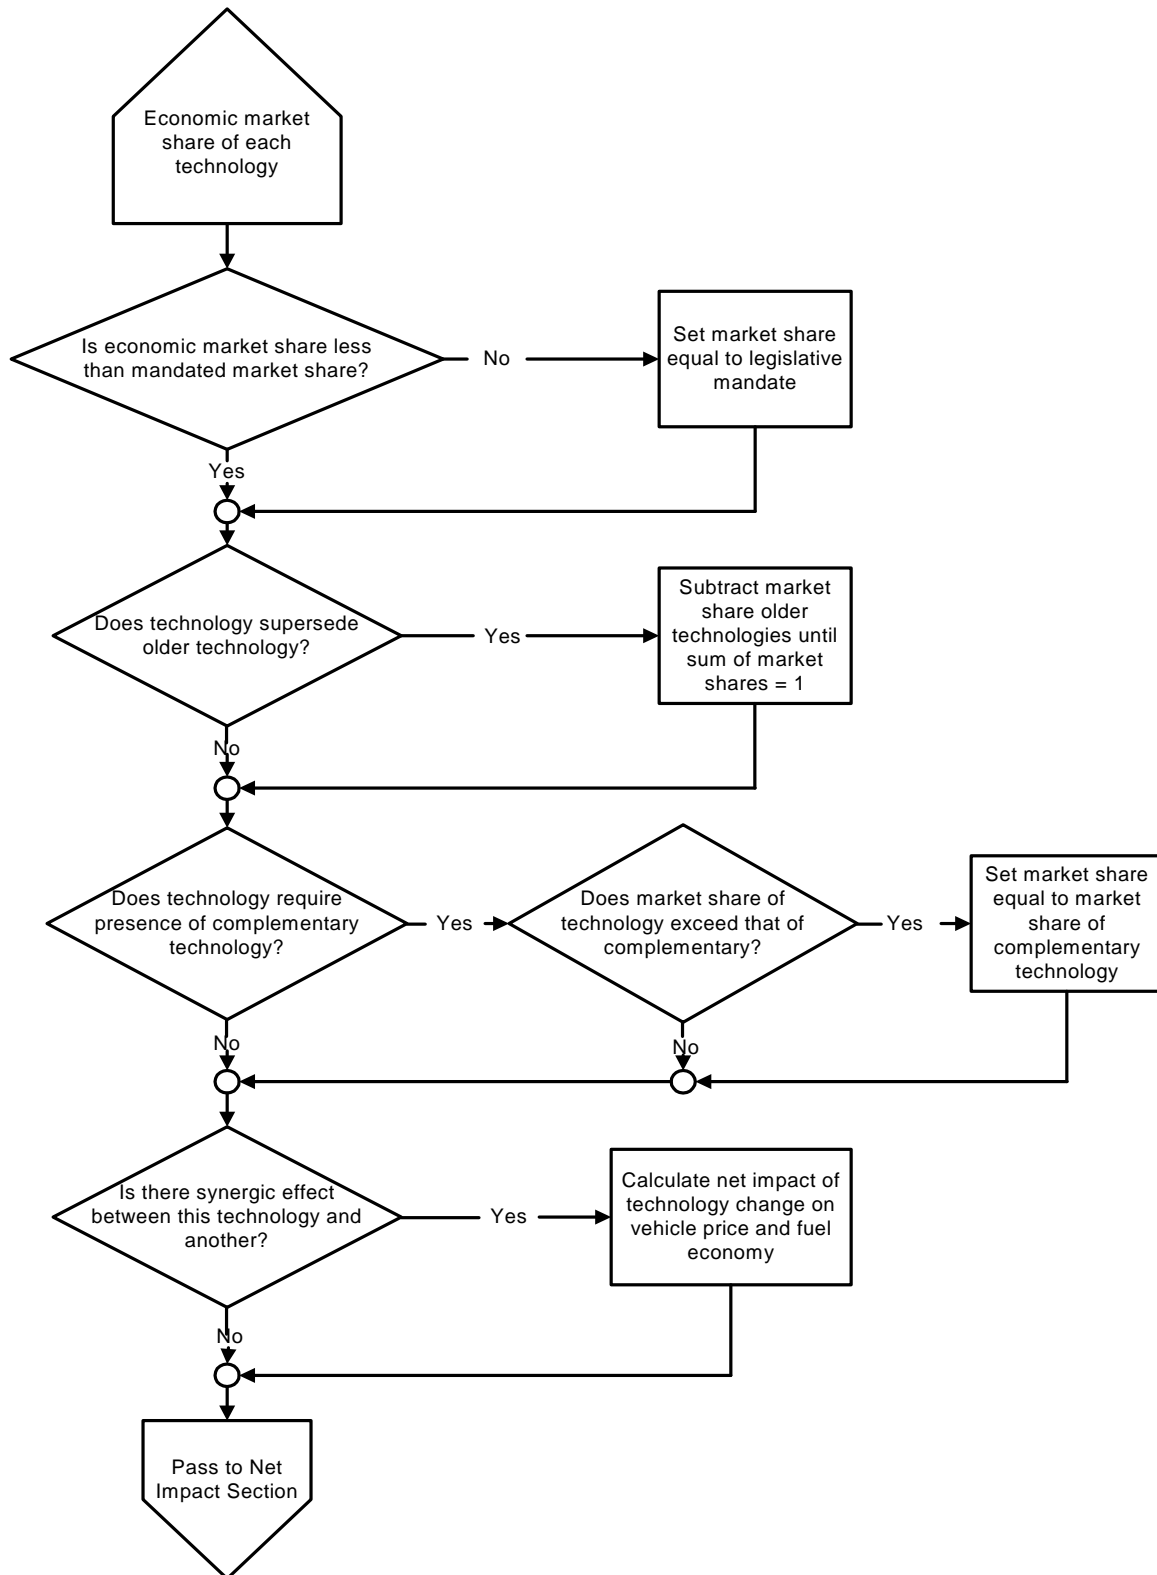 Economic market
share of each
technology
Is economic market share less
than mandated market share?
No
Set market share
equal to legislative
mandate
Yes
Does technology supersede
older technology?
Yes
Subtract market
share older
technologies until
sum of market
shares = 1
No
Does technology require
presence of complementary
technology?
Yes
Does market share of
technology exceed that of
complementary?
Yes
Set market share
equal to market
share of
complementary
technology
No
No
Is there synergic effect
between this technology and
another?
Yes
Calculate net impact of
technology change on
vehicle price and fuel
economy
No
Pass to Net
Impact Section